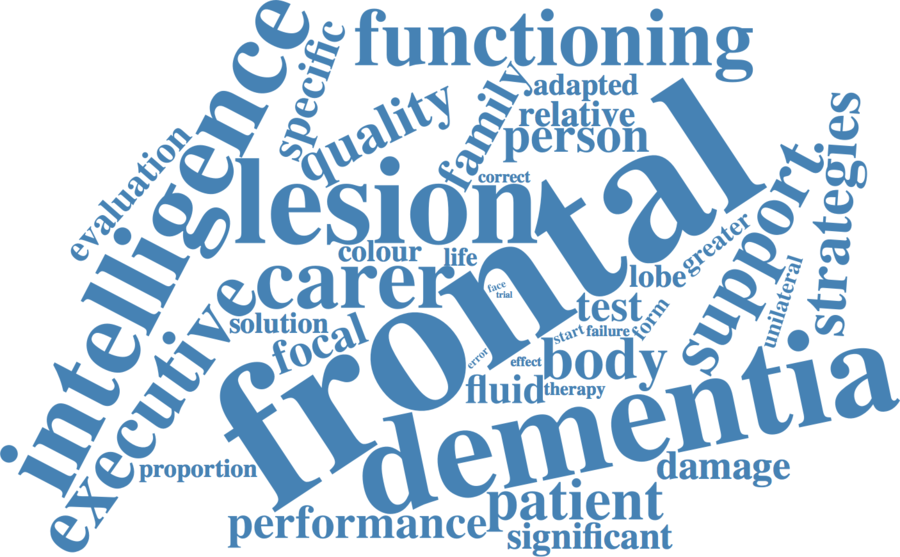 functioning
intelligence
specific
adapted
quality
family
relative
person
evaluation
correct
lesion
frontal
support
strategies
colour
life
greater
carer
lobe
unilateral
executive
face
trial
test
form
solution
focal
start
failure
error
effect
body
fluid
therapy
dementia
proportion
damage
patient
performance
significant